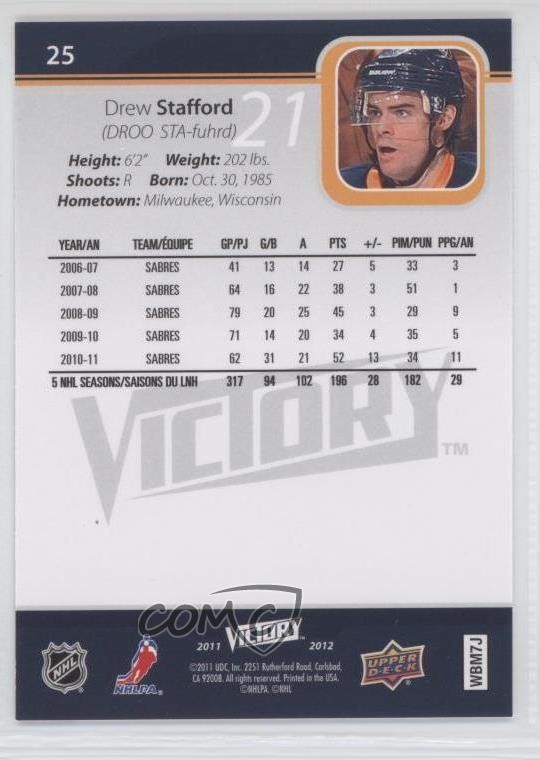 25
Drew Stafford
(DROO STA-fuhrd)
21
Height: 6'2" Weight: 202 lbs.
Shoots: R Born: Oct. 30, 1985
Hometown: Milwaukee, Wisconsin
YEAR/AN TEAM/ÉQUIPE GP/PJ G/B A PTS +/- PIM/PUN PPG/AN
2006-07 SABRES 41 13 14 27 5 33 3
2007-08 SABRES 64 16 22 38 3 51 1
2008-09 SABRES 79 20 25 45 3 29 9
2009-10 SABRES 71 14 20 34 4 35 5
2010-11 SABRES 62 31 21 52 13 34 11
5 NHL SEASONS/SAISONS DU LNH 317 94 102 196 28 182 29
VICTORY TM
COMC
2011 VICTORY 2012
NHL
NHLPA
©2011 UDC, Inc. 2251 Rutherford Road, Carlsbad,
CA 92008. All rights reserved. Printed in the USA.
©NHLPA. ©NHL
UPPER
DECK
WBM7J